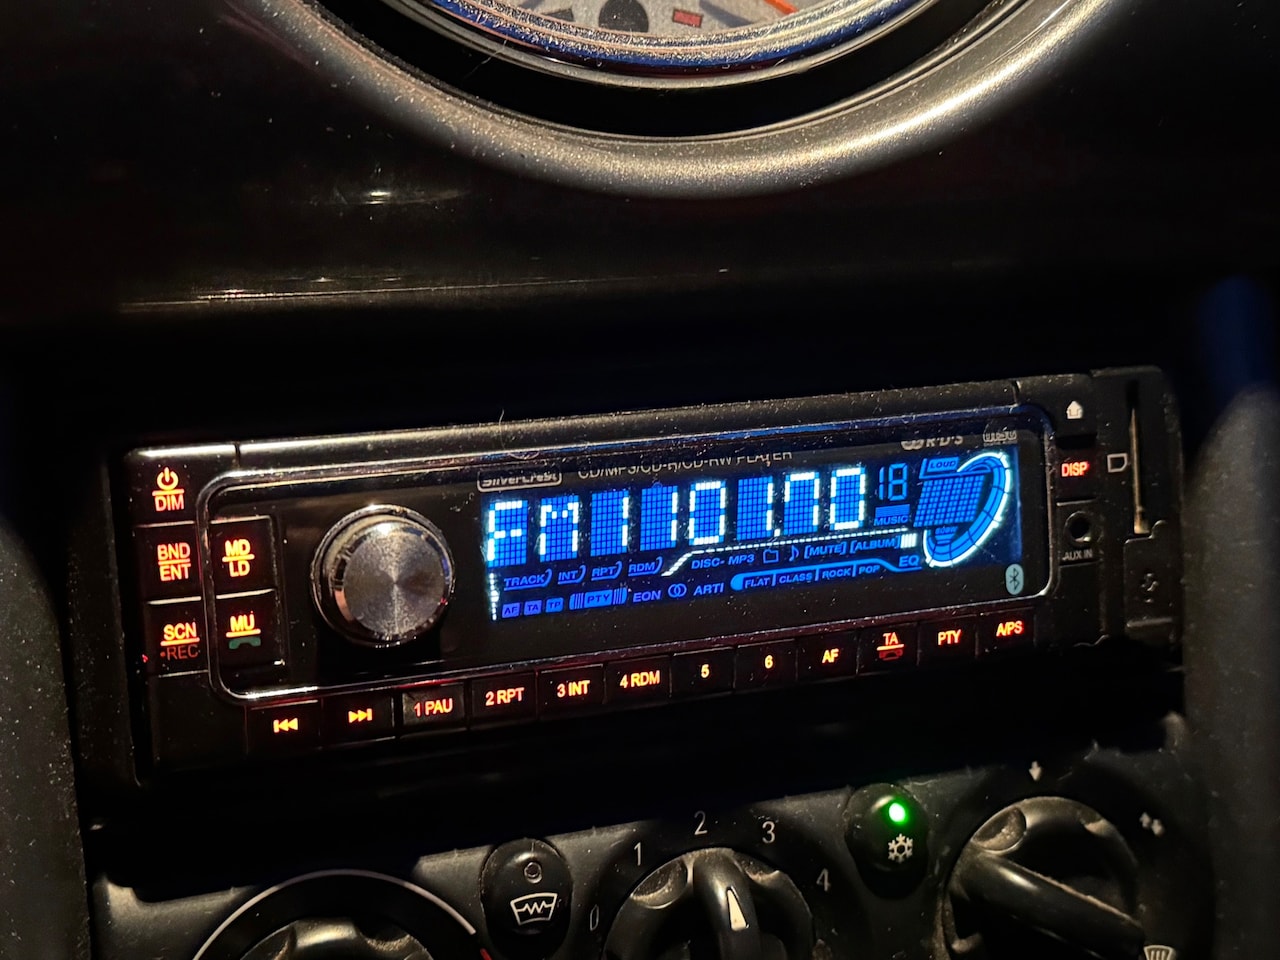 RDS
SilverCrest CD/MP3/CD-R/CD-RW PLAYER
DIM
DISP
FM1101.70 18 LOUD
MUSIC
BND
ENT
MD
LD
TRACK INT RPT RDM DISC- MP3 [MUTE] [ALBUM] EQ
AF TA TP PTY EON ARTI FLAT CLASS ROCK POP
AUX IN
SCN
•REC
MU
1 PAU 2 RPT 3 INT 4 RDM 5 6 AF TA PTY A/PS
0 1 2 3 4